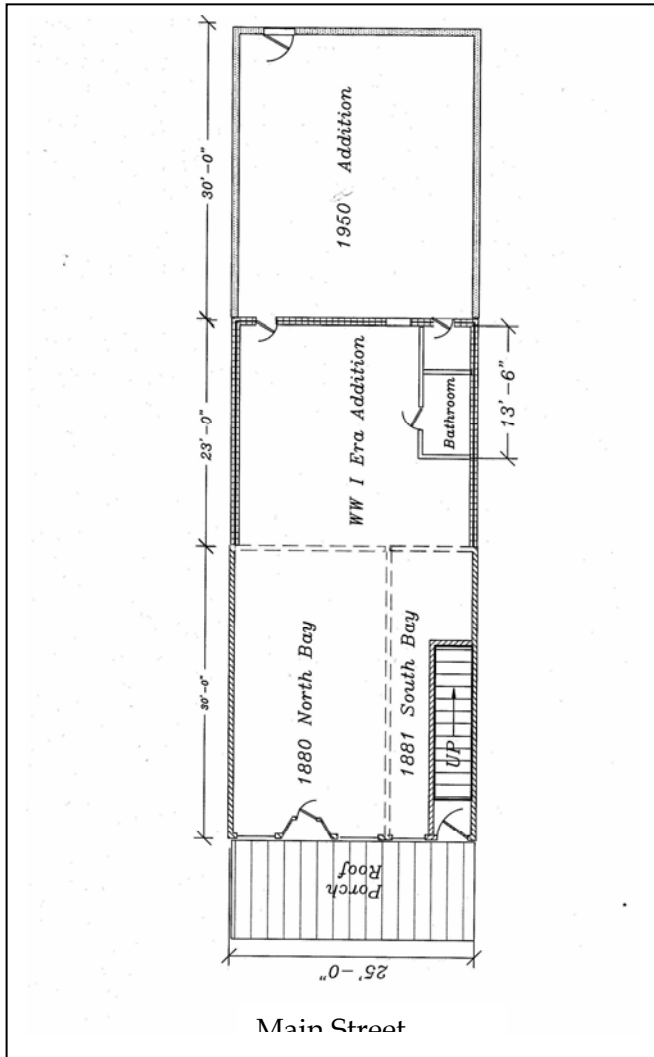 30'-0"
1950 Addition
23'-0"
WW I Era Addition
Bathroom
13'-6"
30'-0"
1880 North Bay
1881 South Bay
UP
Porch
Roof
25'-0"
Main Street